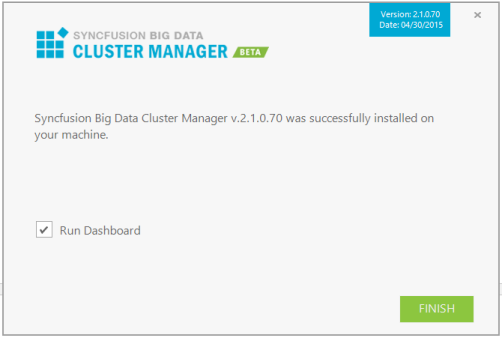 Version: 2.1.0.70
Date: 04/30/2015
SYNCFUSION BIG DATA
CLUSTER MANAGER BETA
Syncfusion Big Data Cluster Manager v.2.1.0.70 was successfully installed on
your machine.
Run Dashboard
FINISH